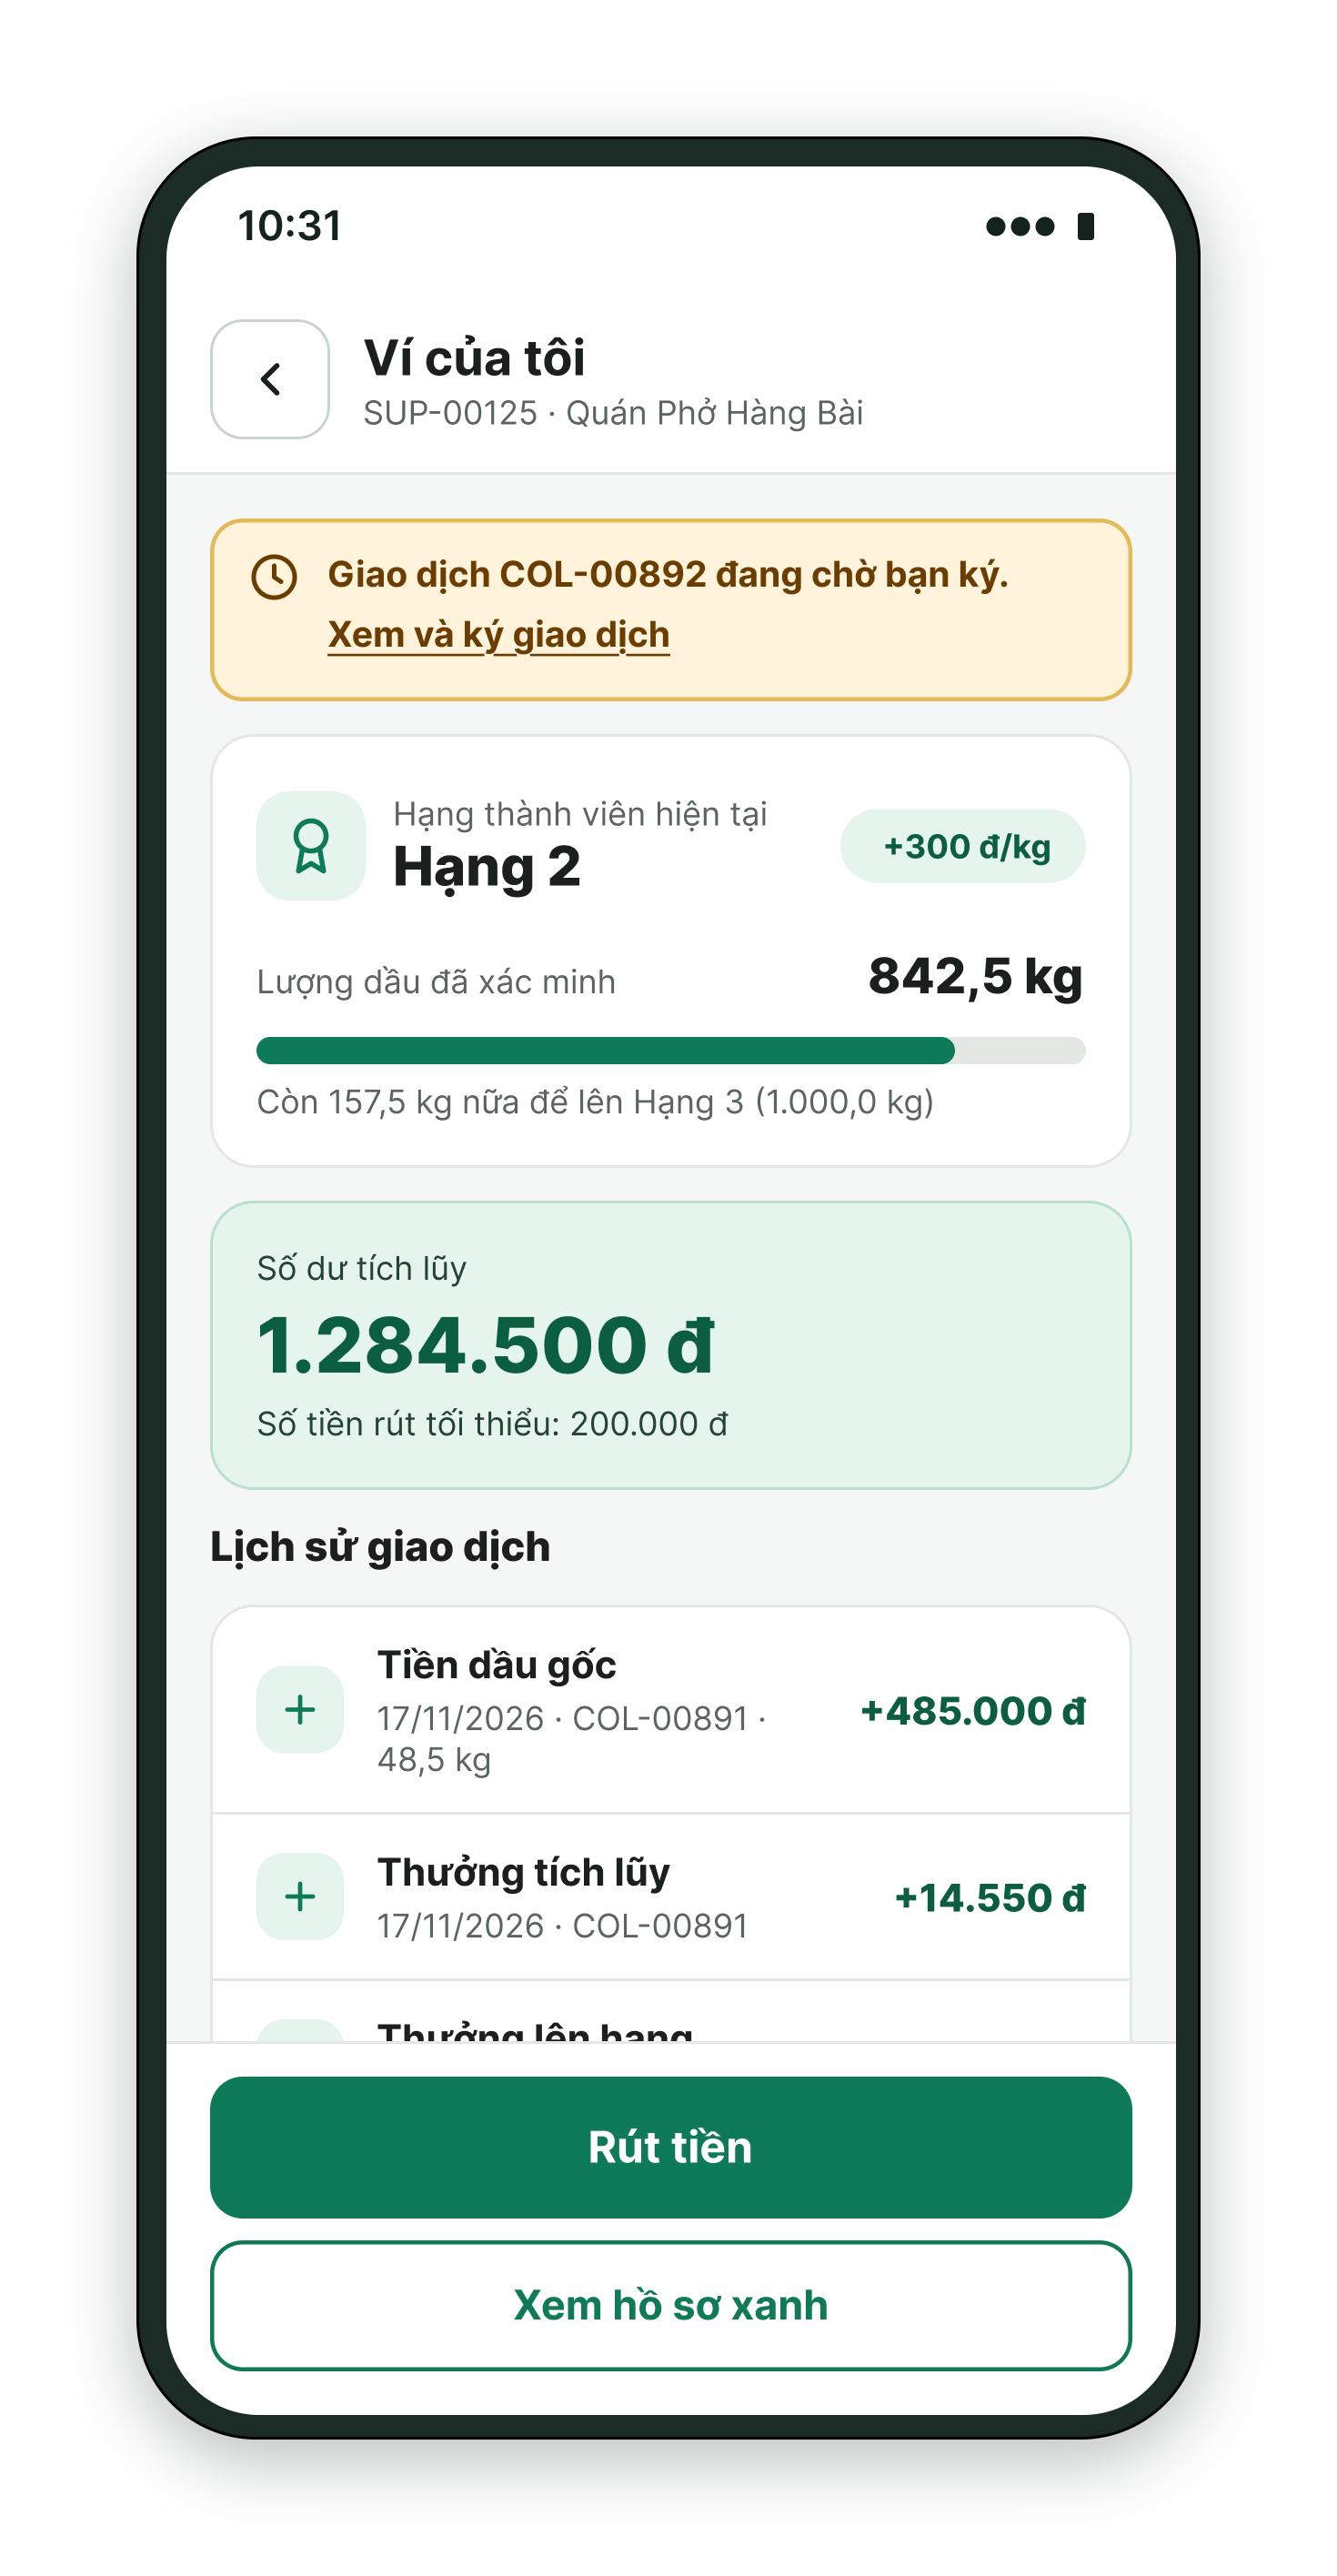 10:31
Ví của tôi
SUP-00125 · Quán Phở Hàng Bài
Giao dịch COL-00892 đang chờ bạn ký.
Xem và ký giao dịch
Hạng thành viên hiện tại
Hạng 2
+300 đ/kg
Lượng dầu đã xác minh
842,5 kg
Còn 157,5 kg nữa để lên Hạng 3 (1.000,0 kg)
Số dư tích lũy
1.284.500 đ
Số tiền rút tối thiểu: 200.000 đ
Lịch sử giao dịch
Tiền dầu gốc
17/11/2026 · COL-00891 ·
48,5 kg
+485.000 đ
Thưởng tích lũy
17/11/2026 · COL-00891
+14.550 đ
Thưởng lên hạng
Rút tiền
Xem hồ sơ xanh